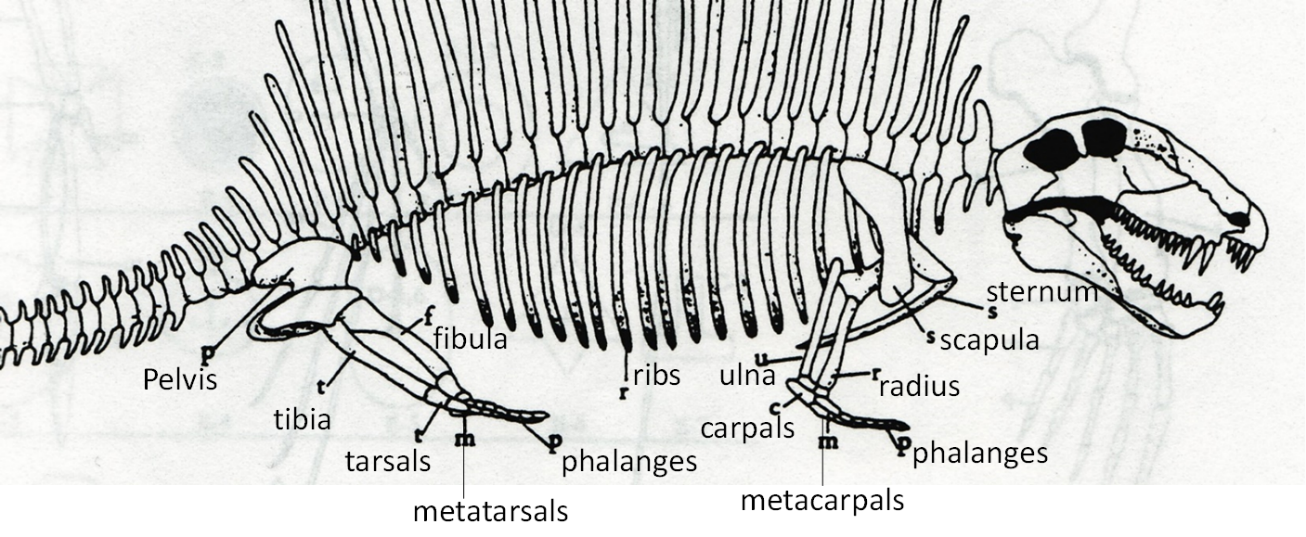 sternum
s
f
s scapula
fibula
p
Pelvis
ribs
r
u
ulna
r
radius
t
tibia
c
carpals
t
m
p
m
p
phalanges
tarsals
phalanges
metacarpals
metatarsals